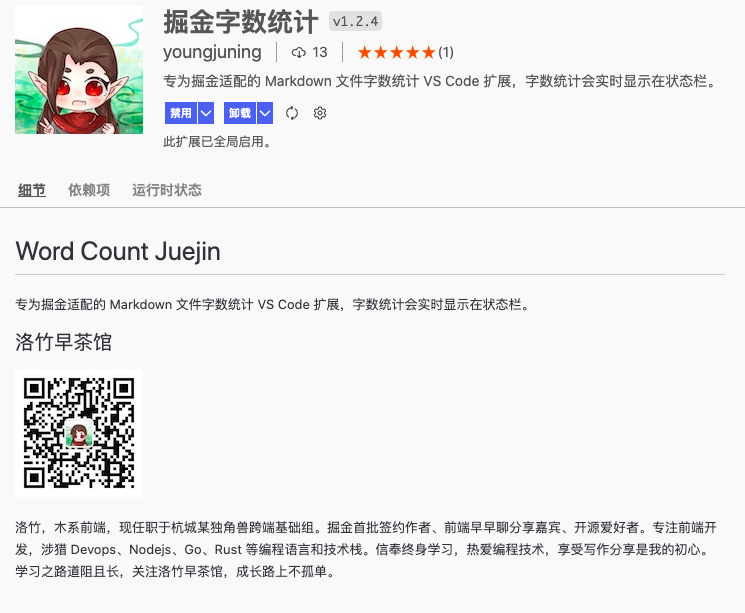 掘金字数统计 v1.2.4
youngjuning 13 (1)
专为掘金适配的 Markdown 文件字数统计 VS Code 扩展，字数统计会实时显示在状态栏。
禁用 卸载
此扩展已全局启用。
细节 依赖项 运行时状态
Word Count Juejin
专为掘金适配的 Markdown 文件字数统计 VS Code 扩展，字数统计会实时显示在状态栏。
洛竹早茶馆
洛竹，木系前端，现任职于杭城某独角兽跨端基础组。掘金首批签约作者、前端早早聊分享嘉宾、开源爱好者。专注前端开
发，涉猎 Devops、Nodejs、Go、Rust 等编程语言和技术栈。信奉终身学习，热爱编程技术，享受写作分享是我的初心。
学习之路道阻且长，关注洛竹早茶馆，成长路上不孤单。